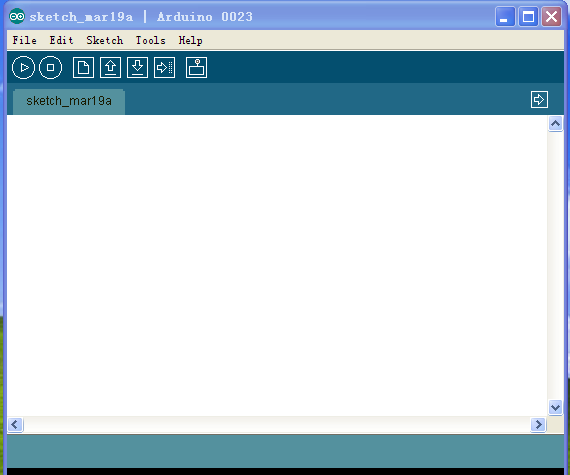 sketch_mar19a | Arduino 0023
File Edit Sketch Tools Help
sketch_mar19a